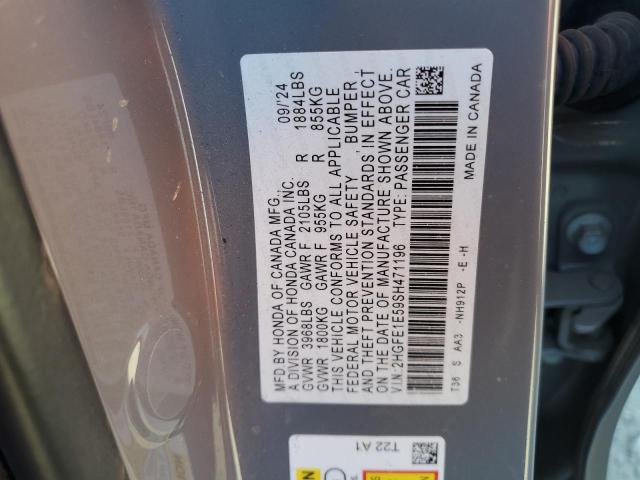 MFD.BY HONDA OF CANADA MFG.,
A DIVISION OF HONDA CANADA INC. 09/'24
GVWR 3968LBS GAWR F 2105LBS R 1884LBS
GVWR 1800KG GAWR F 955KG R 855KG
THIS VEHICLE CONFORMS TO ALL APPLICABLE
FEDERAL MOTOR VEHICLE SAFETY , BUMPER ,
AND THEFT PREVENTION STANDARDS IN EFFECT
ON THE DATE OF MANUFACTURE SHOWN ABOVE.
V.I.N.:2HGFE1E59SH471196 TYPE: PASSENGER CAR
T38 S AA3 -NH912P -E -H
MADE IN CANADA
T22 A1